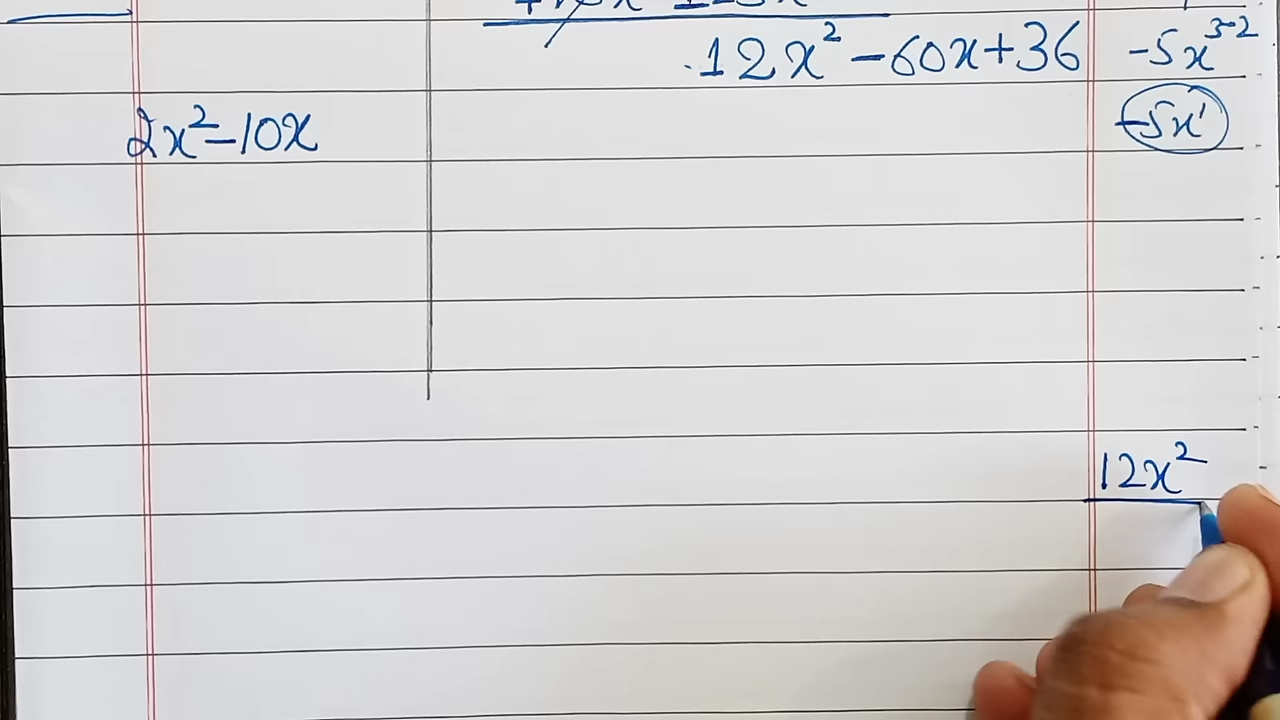 12x² -60x+36 -5x³⁻²
2x²-10x -5x¹
12x²